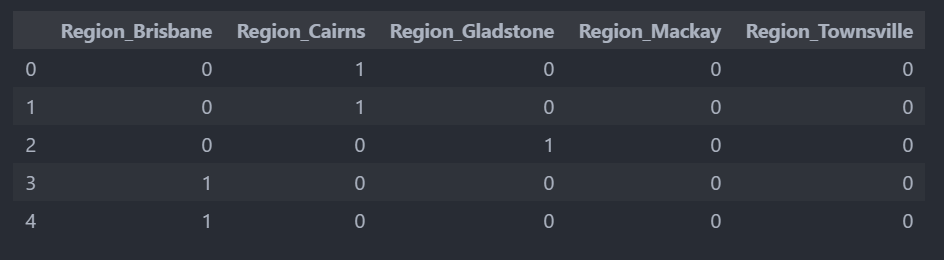 Region_Brisbane Region_Cairns Region_Gladstone Region_Mackay Region_Townsville
0 0 1 0 0 0
1 0 1 0 0 0
2 0 0 1 0 0
3 1 0 0 0 0
4 1 0 0 0 0